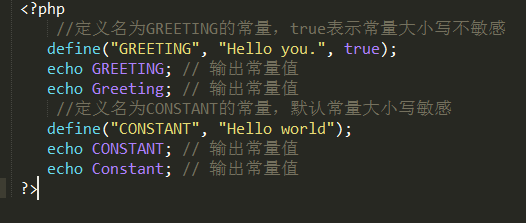 <?php
//定义名为GREETING的常量，true表示常量大小写不敏感
define("GREETING", "Hello you.", true);
echo GREETING; // 输出常量值
echo Greeting; // 输出常量值
//定义名为CONSTANT的常量，默认常量大小写敏感
define("CONSTANT", "Hello world");
echo CONSTANT; // 输出常量值
echo Constant; // 输出常量值
?>